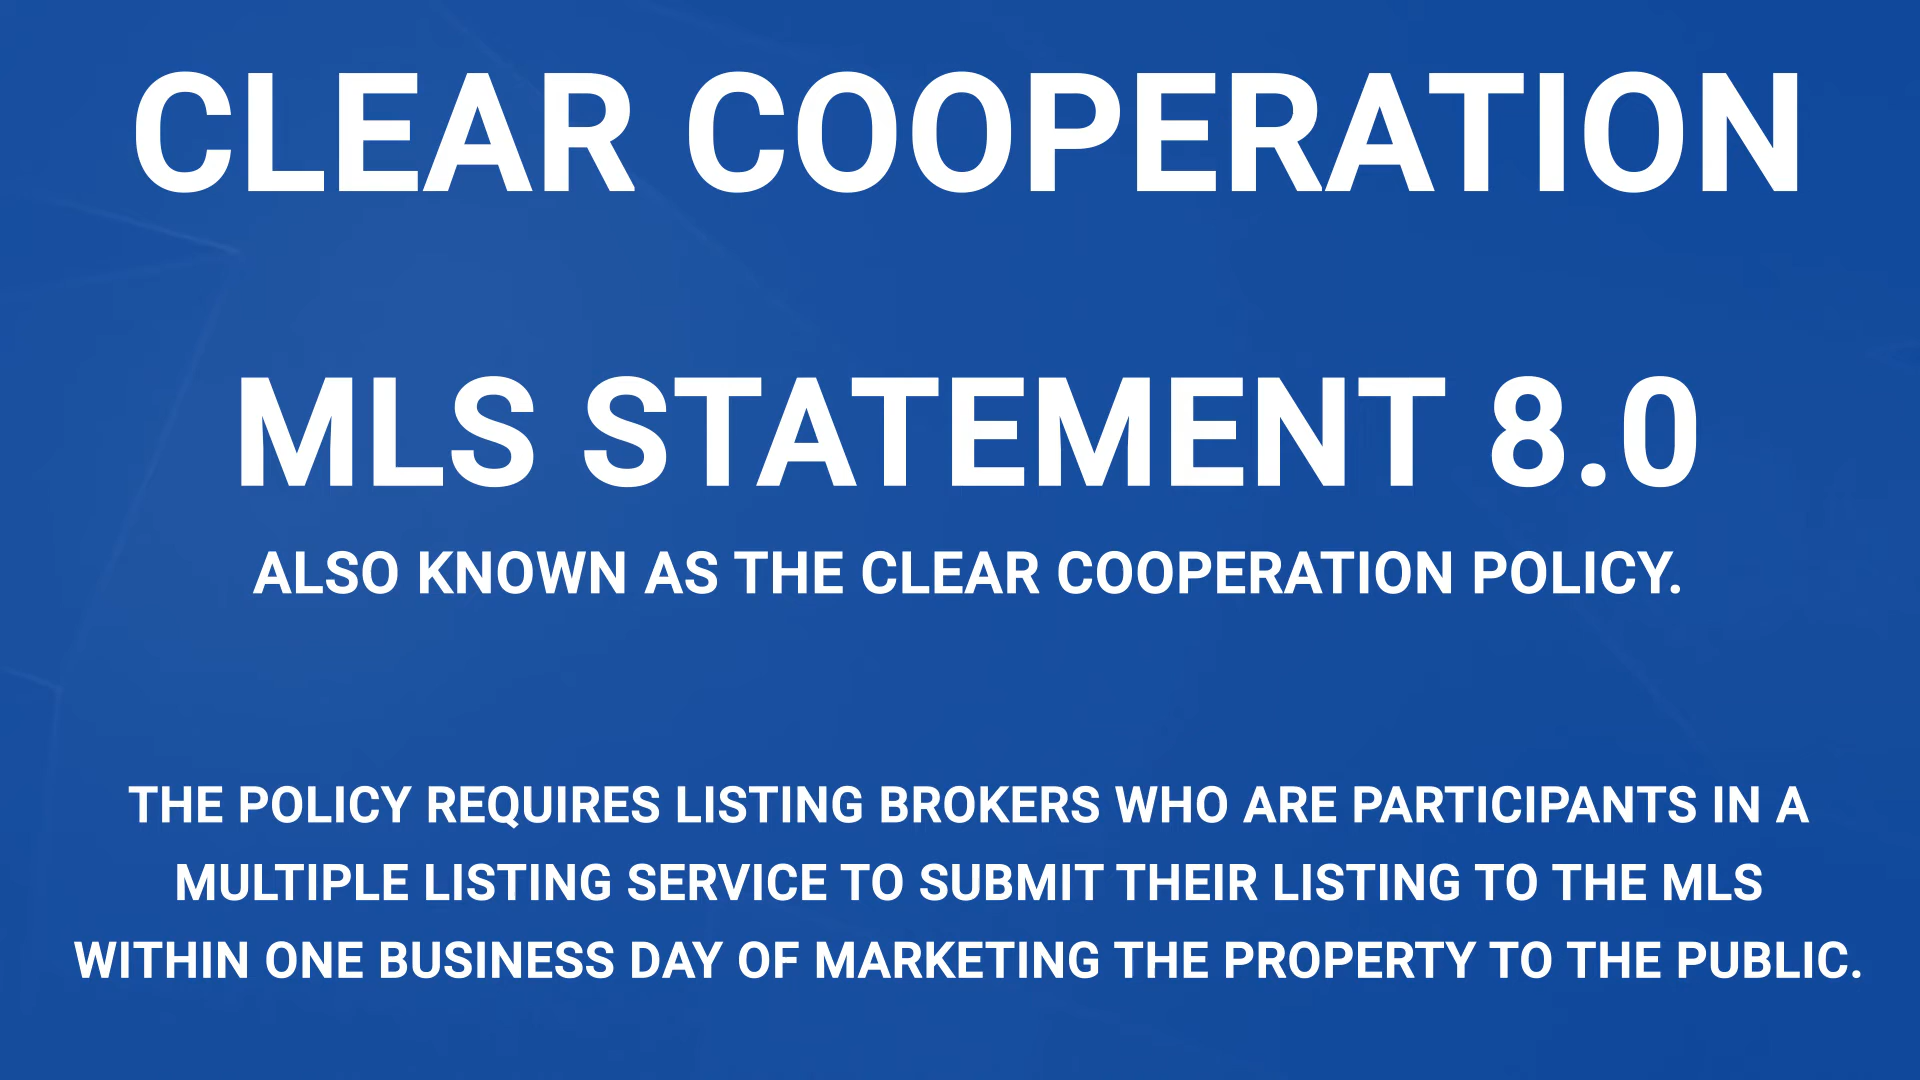 CLEAR COOPERATION
MLS STATEMENT 8.0
ALSO KNOWN AS THE CLEAR COOPERATION POLICY.
THE POLICY REQUIRES LISTING BROKERS WHO ARE PARTICIPANTS IN A
MULTIPLE LISTING SERVICE TO SUBMIT THEIR LISTING TO THE MLS
WITHIN ONE BUSINESS DAY OF MARKETING THE PROPERTY TO THE PUBLIC.